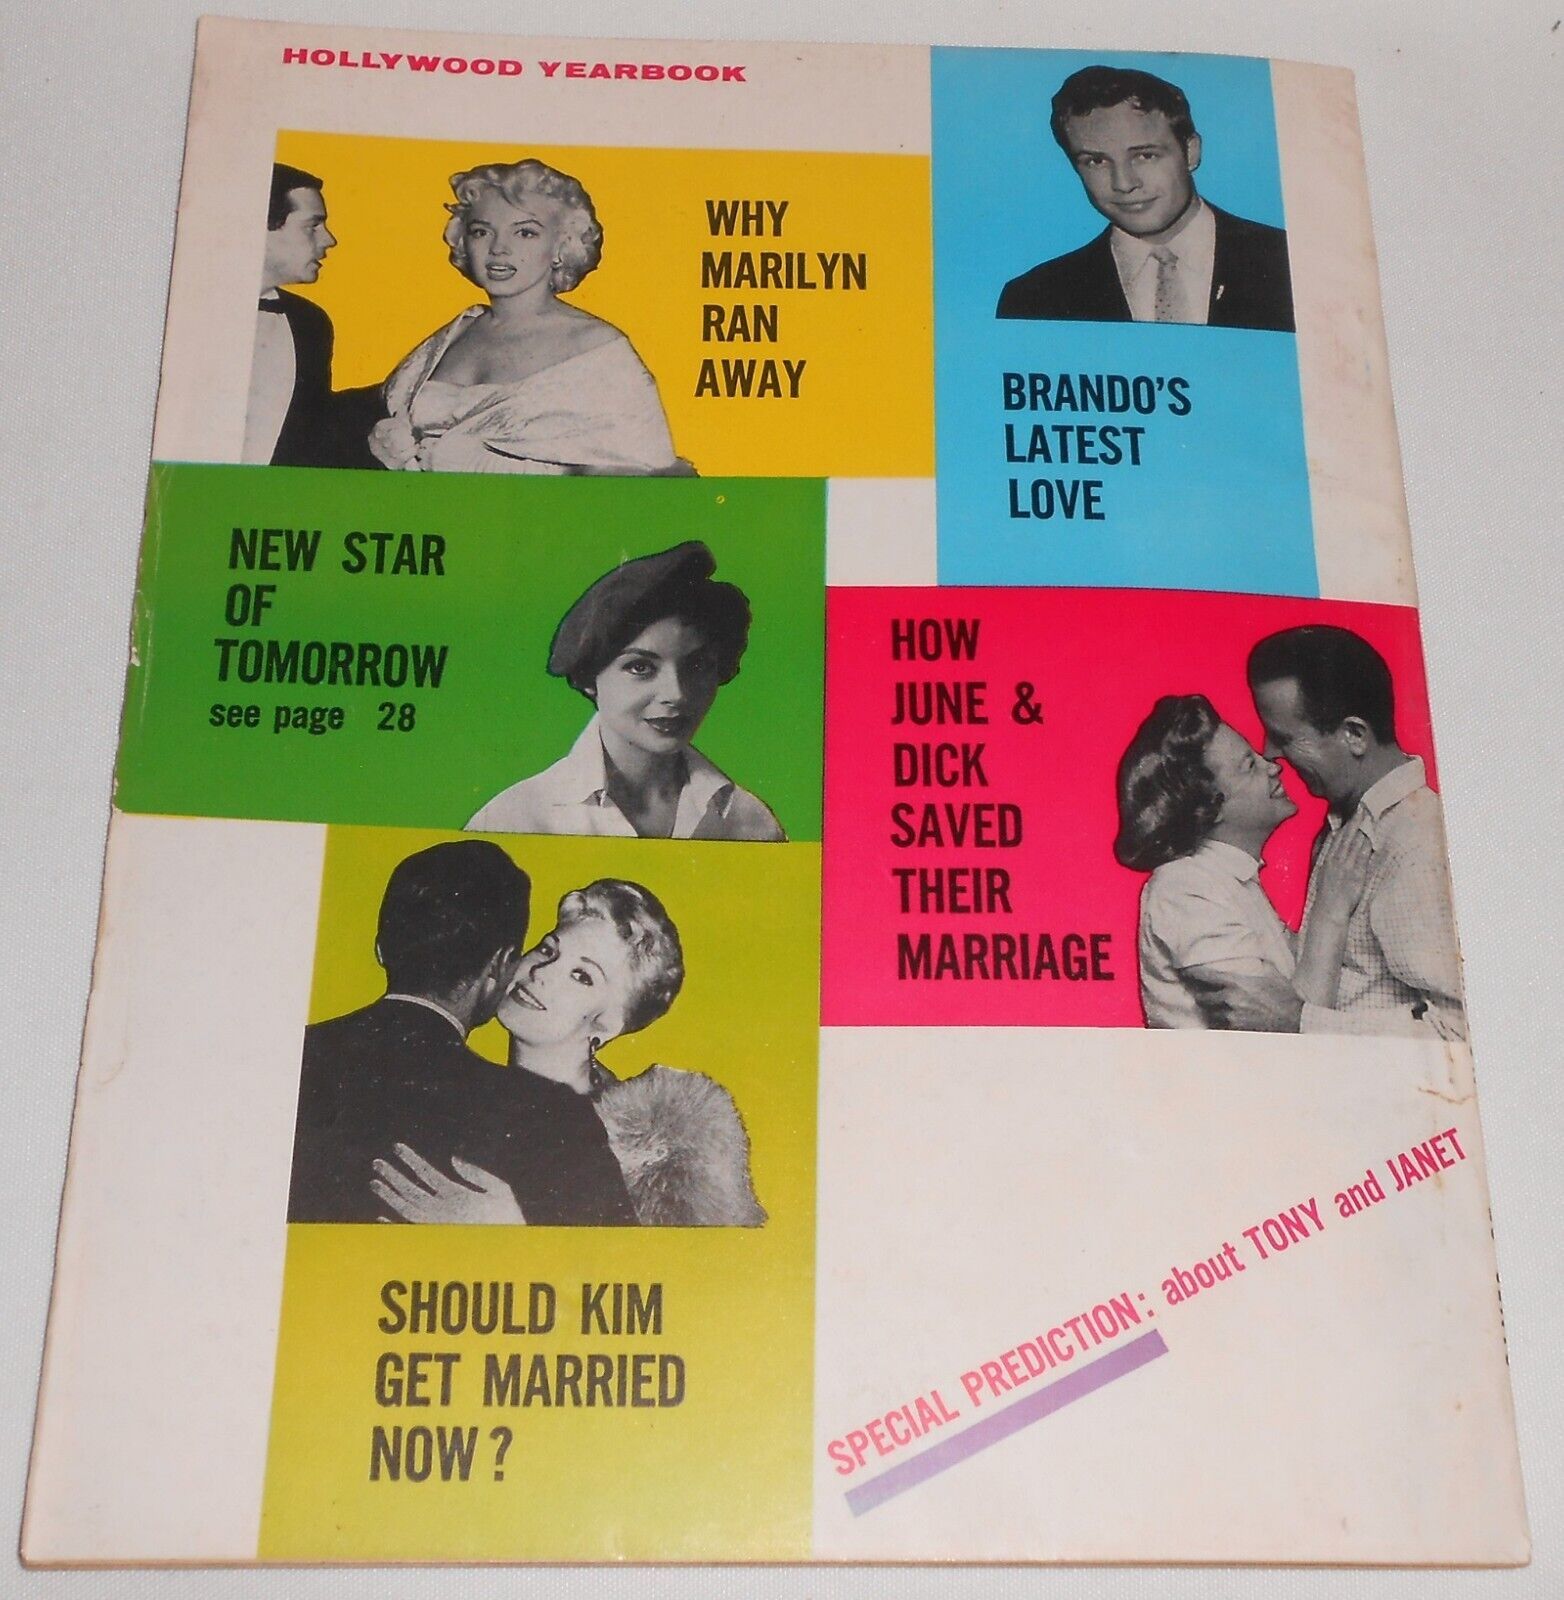 HOLLYWOOD YEARBOOK
WHY
MARILYN
RAN
AWAY
BRANDO'S
LATEST
LOVE
NEW STAR
OF
TOMORROW
see page 28
HOW
JUNE &
DICK
SAVED
THEIR
MARRIAGE
SHOULD KIM
GET MARRIED
NOW?
SPECIAL PREDICTION: about TONY and JANET